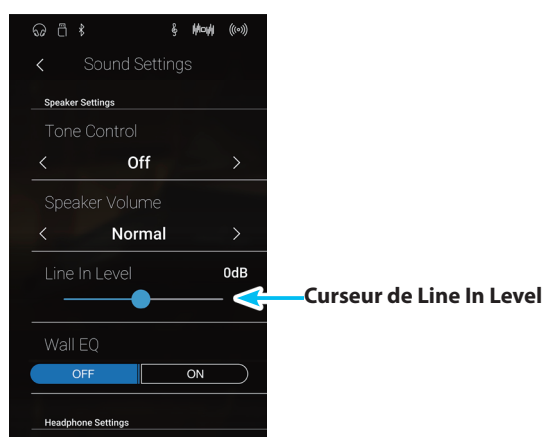 Sound Settings
Speaker Settings
Tone Control
Off
Speaker Volume
Normal
Line In Level 0dB
Curseur de Line In Level
Wall EQ
OFF ON
Headphone Settings